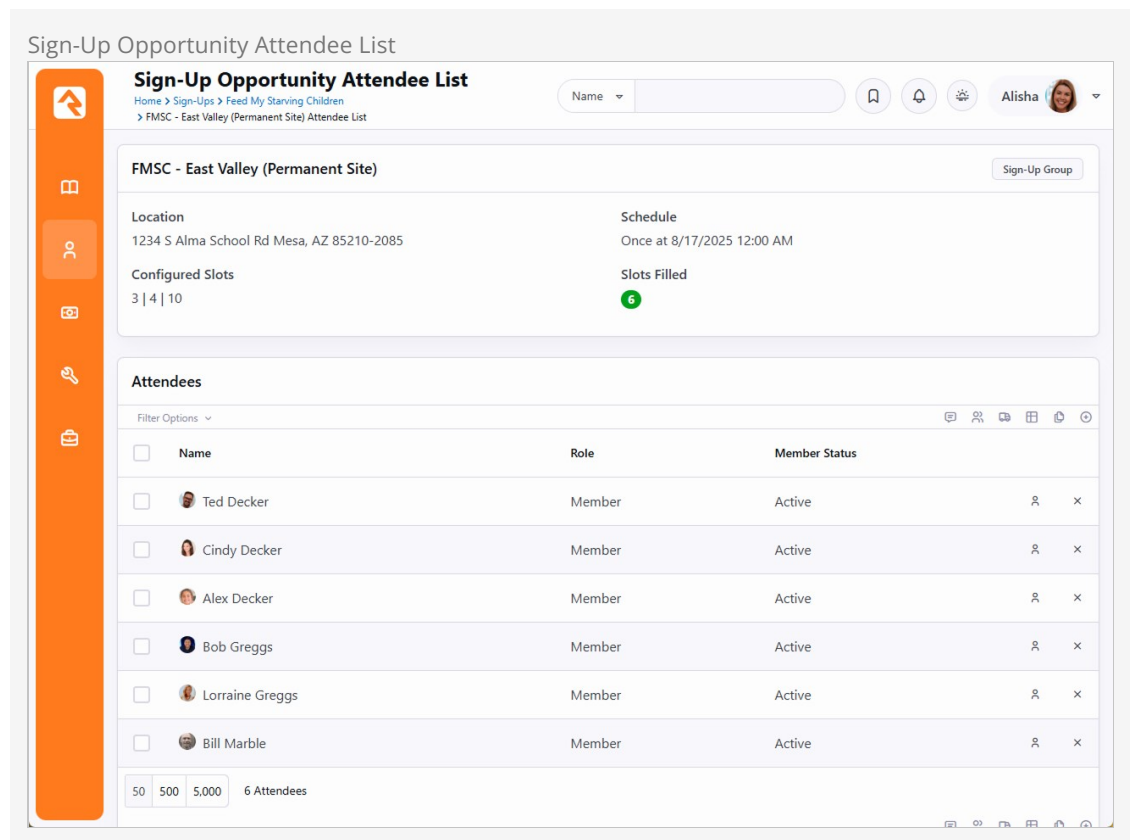 Sign-Up Opportunity Attendee List
Sign-Up Opportunity Attendee List
Home > Sign-Ups > Feed My Starving Children
> FMSC - East Valley (Permanent Site) Attendee List
Name
Alisha
FMSC - East Valley (Permanent Site)
Sign-Up Group
Location
Schedule
1234 S Alma School Rd Mesa, AZ 85210-2085
Once at 8/17/2025 12:00 AM
Configured Slots
Slots Filled
3 | 4 | 10
6
Attendees
Filter Options
Name Role Member Status
Ted Decker Member Active
Cindy Decker Member Active
Alex Decker Member Active
Bob Greggs Member Active
Lorraine Greggs Member Active
Bill Marble Member Active
50 500 5,000 6 Attendees